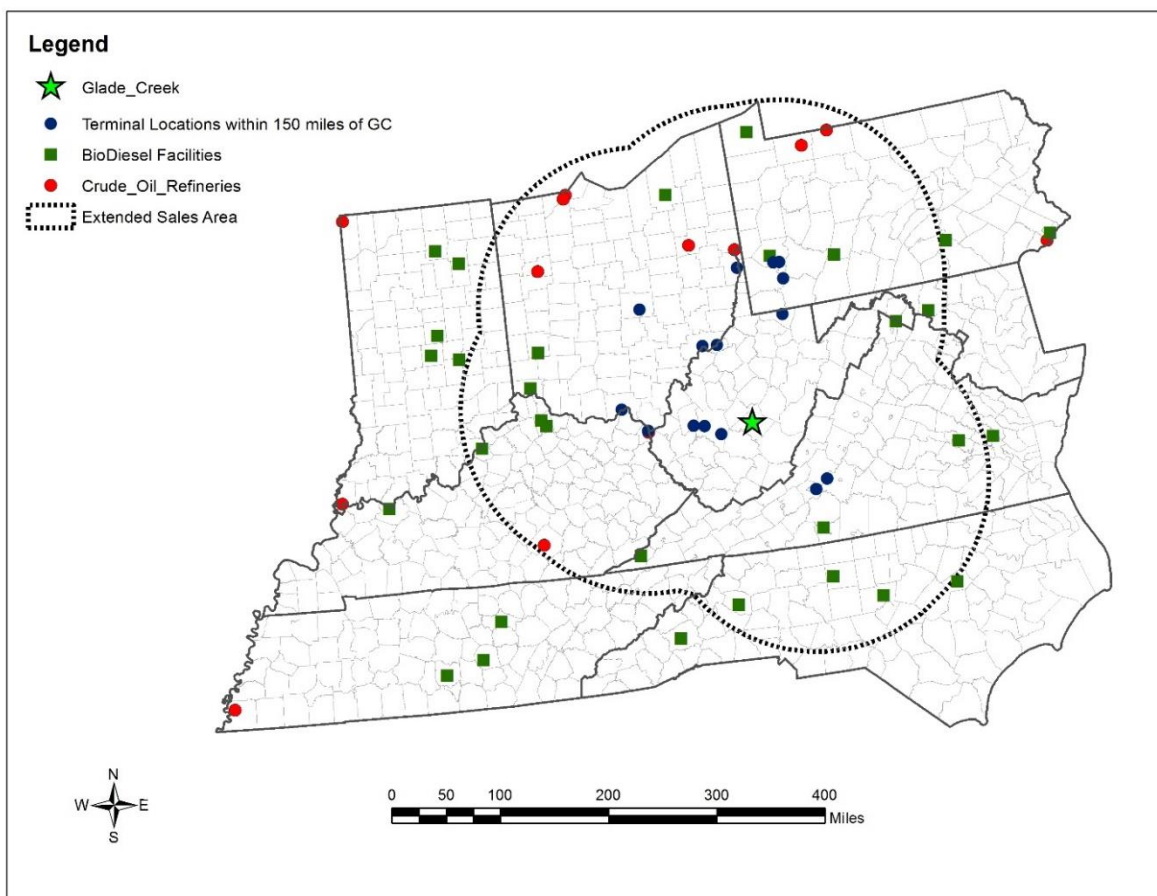 Legend
Glade_Creek
Terminal Locations within 150 miles of GC
BioDiesel Facilities
Crude_Oil_Refineries
Extended Sales Area
N
W E
S
0 50 100 200 300 400
Miles